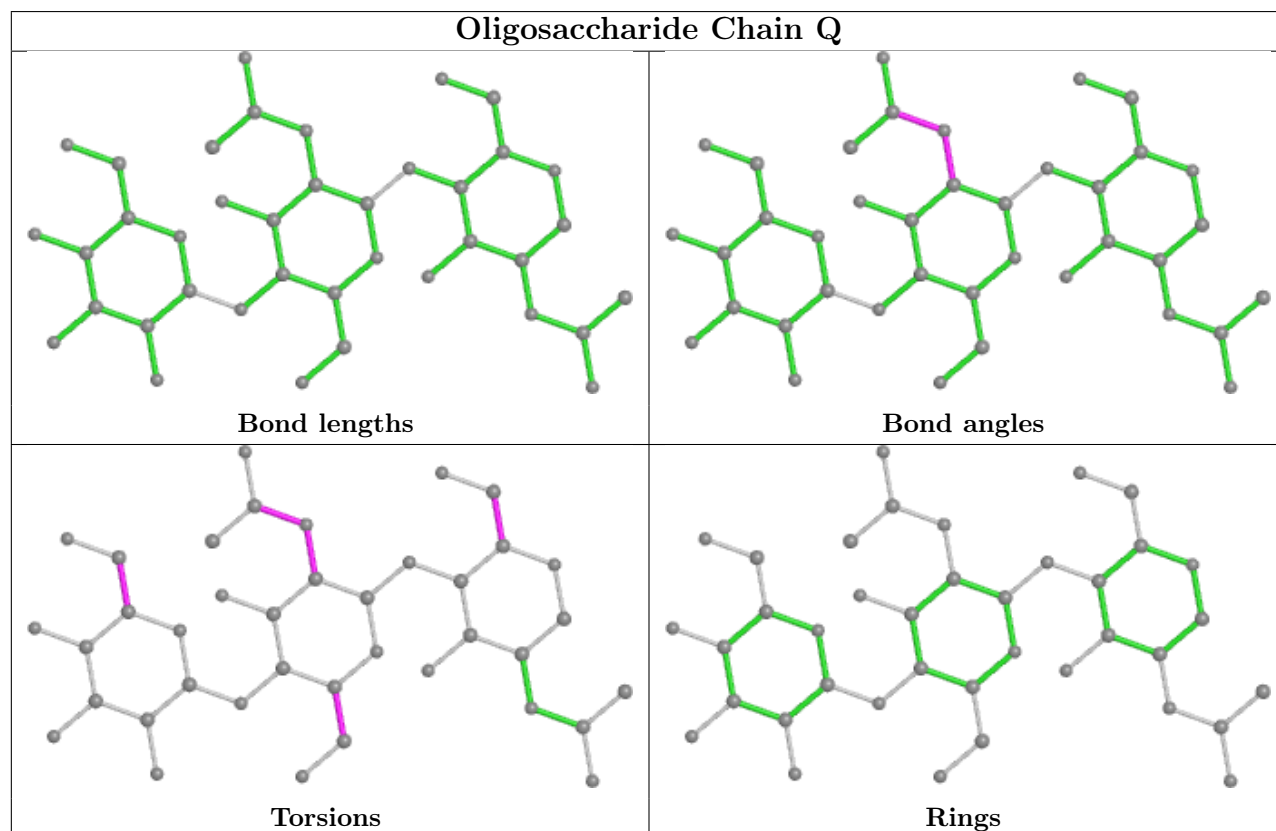 Oligosaccharide Chain Q
Bond lengths
Bond angles
Torsions
Rings